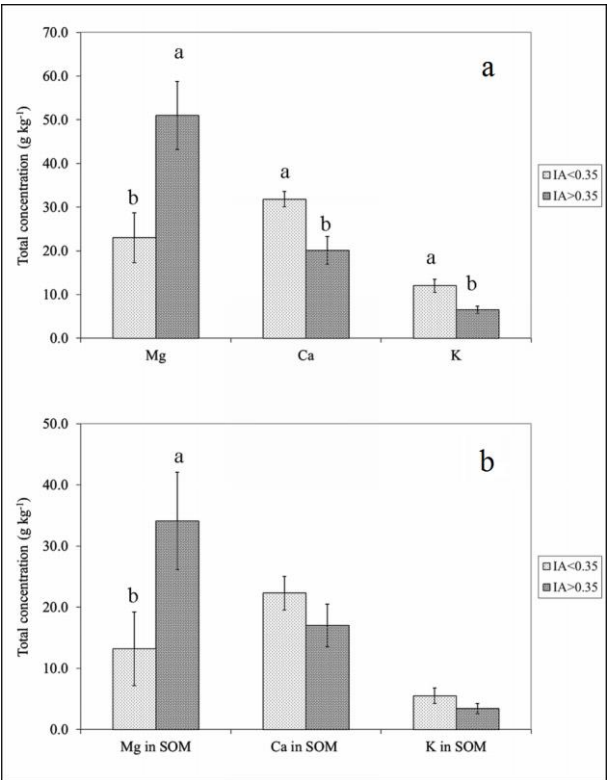 a
70.0
60.0
50.0
40.0
30.0
20.0
10.0
0.0
Total concentration (g kg⁻¹)
b
a
a
b
a
b
Mg Ca K
IA<0.35
IA>0.35
b
50.0
40.0
30.0
20.0
10.0
0.0
Total concentration (g kg⁻¹)
b
a
Mg in SOM Ca in SOM K in SOM
IA<0.35
IA>0.35